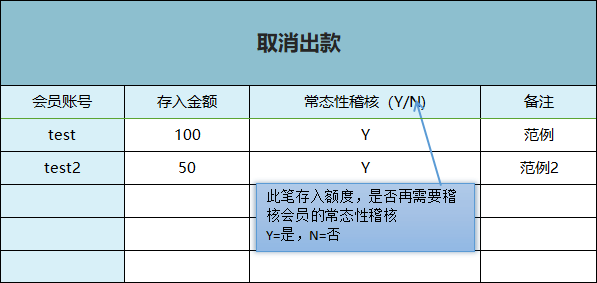 取消出款
会员账号 存入金额 常态性稽核（Y/N） 备注
test 100 Y 范例
test2 50 Y 范例2
此笔存入额度，是否再需要稽
核会员的常态性稽核
Y=是，N=否